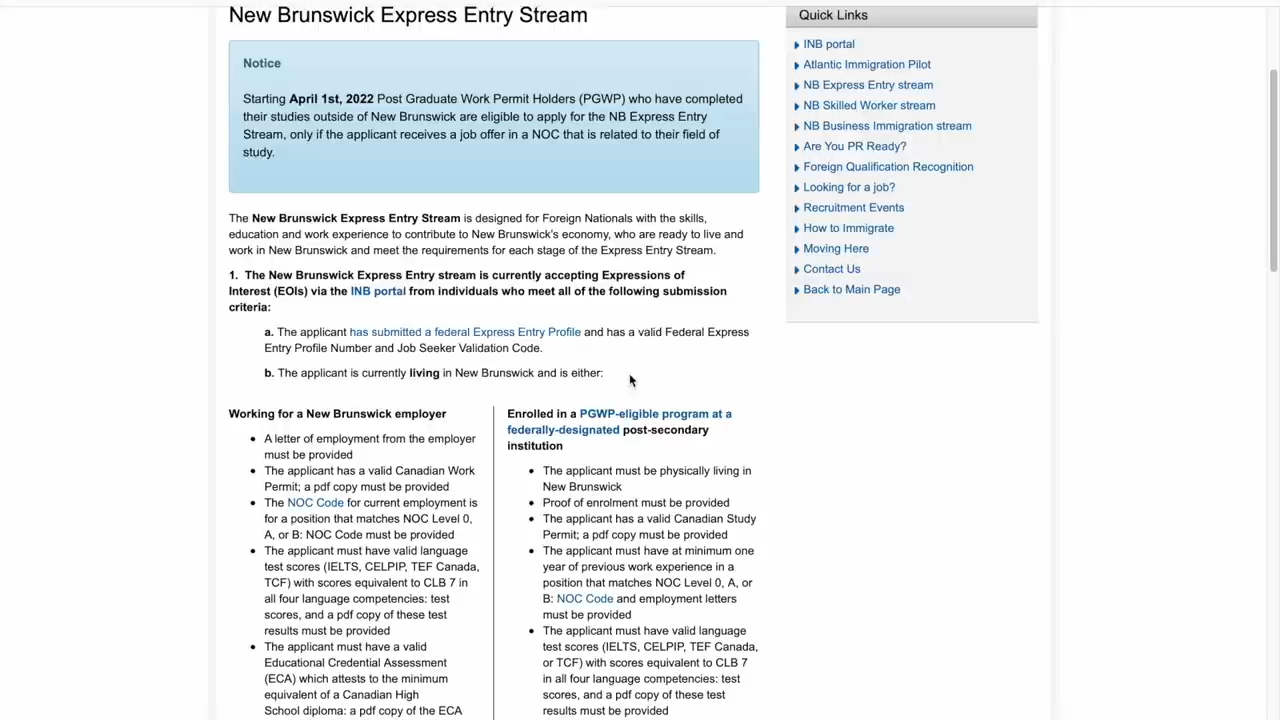 New Brunswick Express Entry Stream
Notice
Starting April 1st, 2022 Post Graduate Work Permit Holders (PGWP) who have completed
their studies outside of New Brunswick are eligible to apply for the NB Express Entry
Stream, only if the applicant receives a job offer in a NOC that is related to their field of
study.
The New Brunswick Express Entry Stream is designed for Foreign Nationals with the skills,
education and work experience to contribute to New Brunswick's economy, who are ready to live and
work in New Brunswick and meet the requirements for each stage of the Express Entry Stream.
1. The New Brunswick Express Entry stream is currently accepting Expressions of
Interest (EOIs) via the INB portal from individuals who meet all of the following submission
criteria:
a. The applicant has submitted a federal Express Entry Profile and has a valid Federal Express
Entry Profile Number and Job Seeker Validation Code.
b. The applicant is currently living in New Brunswick and is either:
Working for a New Brunswick employer
• A letter of employment from the employer
must be provided
• The applicant has a valid Canadian Work
Permit; a pdf copy must be provided
• The NOC Code for current employment is
for a position that matches NOC Level 0,
A, or B: NOC Code must be provided
• The applicant must have valid language
test scores (IELTS, CELPIP, TEF Canada,
TCF) with scores equivalent to CLB 7 in
all four language competencies: test
scores, and a pdf copy of these test
results must be provided
• The applicant must have a valid
Educational Credential Assessment
(ECA) which attests to the minimum
equivalent of a Canadian High
School diploma: a pdf copy of the ECA
Enrolled in a PGWP-eligible program at a
federally-designated post-secondary
institution
• The applicant must be physically living in
New Brunswick
• Proof of enrolment must be provided
• The applicant has a valid Canadian Study
Permit; a pdf copy must be provided
• The applicant must have at minimum one
year of previous work experience in a
position that matches NOC Level 0, A, or
B: NOC Code and employment letters
must be provided
• The applicant must have valid language
test scores (IELTS, CELPIP, TEF Canada,
or TCF) with scores equivalent to CLB 7
in all four language competencies: test
scores, and a pdf copy of these test
results must be provided
Quick Links
INB portal
Atlantic Immigration Pilot
NB Express Entry stream
NB Skilled Worker stream
NB Business Immigration stream
Are You PR Ready?
Foreign Qualification Recognition
Looking for a job?
Recruitment Events
How to Immigrate
Moving Here
Contact Us
Back to Main Page